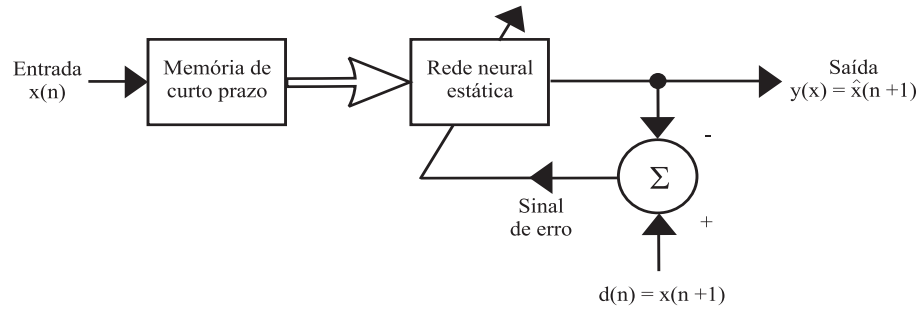 Entrada
x(n)
Memória de
curto prazo
Rede neural
estática
Saída
y(x) = x̂(n +1)
-
Σ
Sinal
de erro
+
d(n) = x(n +1)